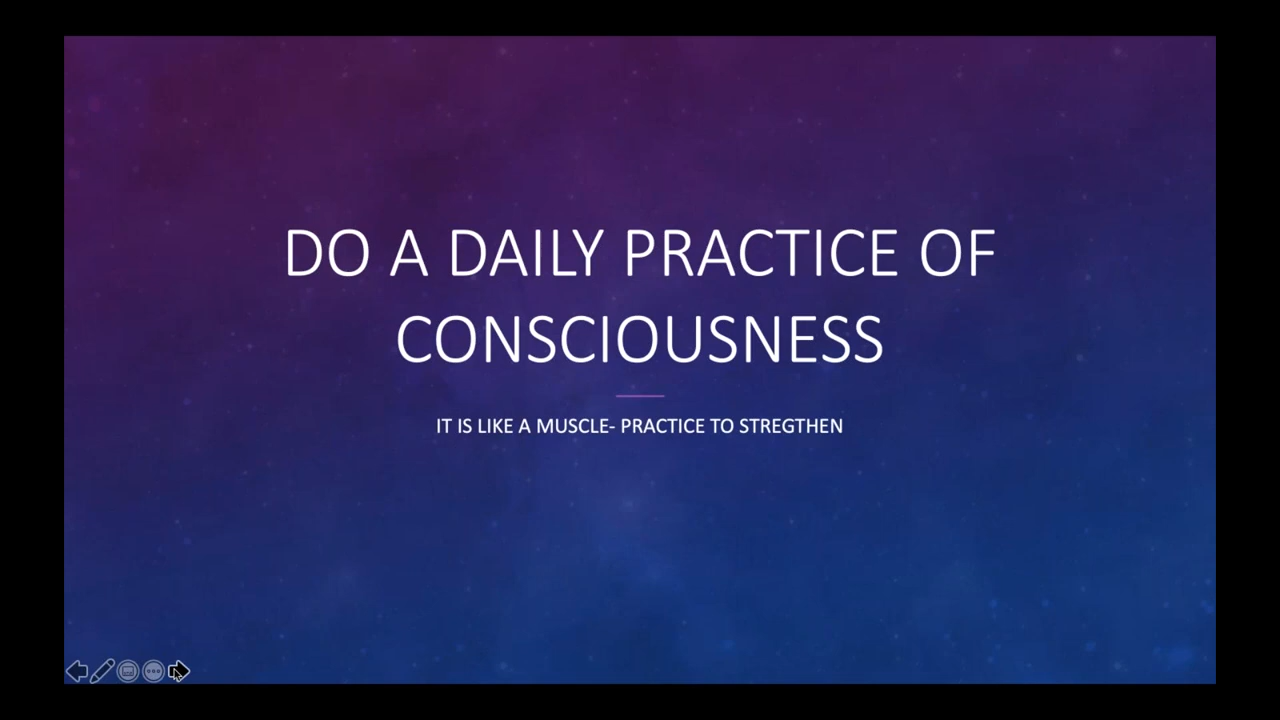 DO A DAILY PRACTICE OF
CONSCIOUSNESS
IT IS LIKE A MUSCLE- PRACTICE TO STREGTHEN